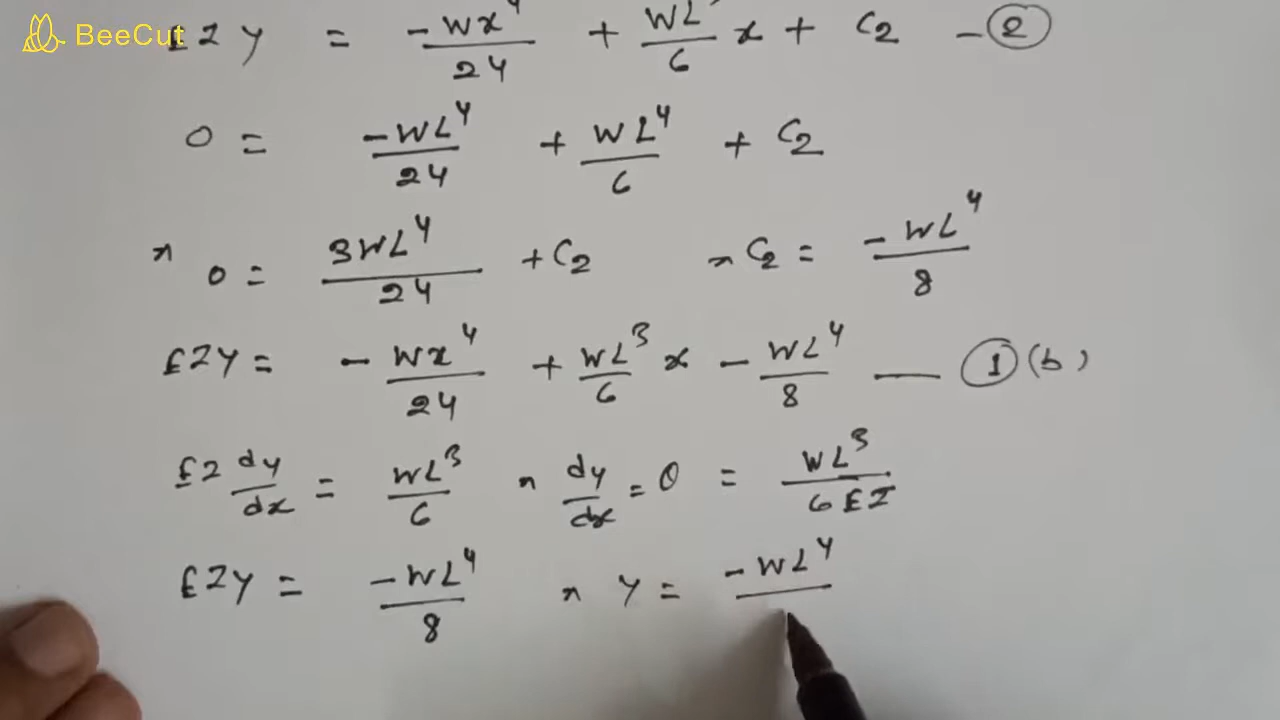 BeeCut
EIy = -wx⁴/24 + wL³/6 x + C₂ - ②
0 = -wL⁴/24 + wL⁴/6 + C₂
0 = 3wL⁴/24 + C₂ C₂ = -wL⁴/8
EIy = - wx⁴/24 + wL³/6 x - wL⁴/8 — ① (b)
EI dy/dx = wL³/6 dy/dx = θ = wL³/6EI
EIy = -wL⁴/8 y = -wL⁴